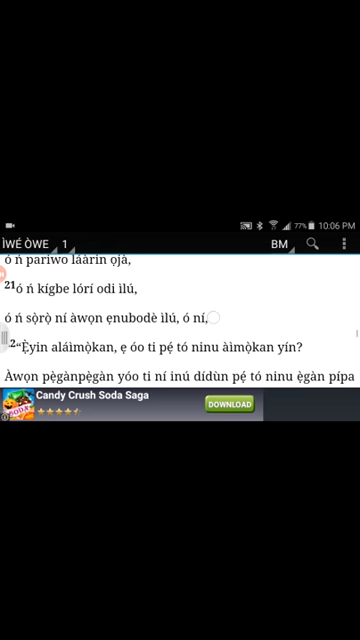 77% 10:06 PM
ÌWÉ ÒWE 1 BM
ó ń pariwo láàrin ọjà,
21ó ń kígbe lórí odi ìlú,
ó ń sọ̀rọ̀ ní àwọn ẹnubodè ìlú, ó ní,
2“Ẹ̀yin aláìmọ̀kan, ẹ óo ti pẹ́ tó ninu àìmọ̀kan yín?
Àwọn pẹ̀gànpẹ̀gàn yóo ti ní inú dídùn pẹ́ tó ninu ẹ̀gàn pípa
Candy Crush Soda Saga
DOWNLOAD